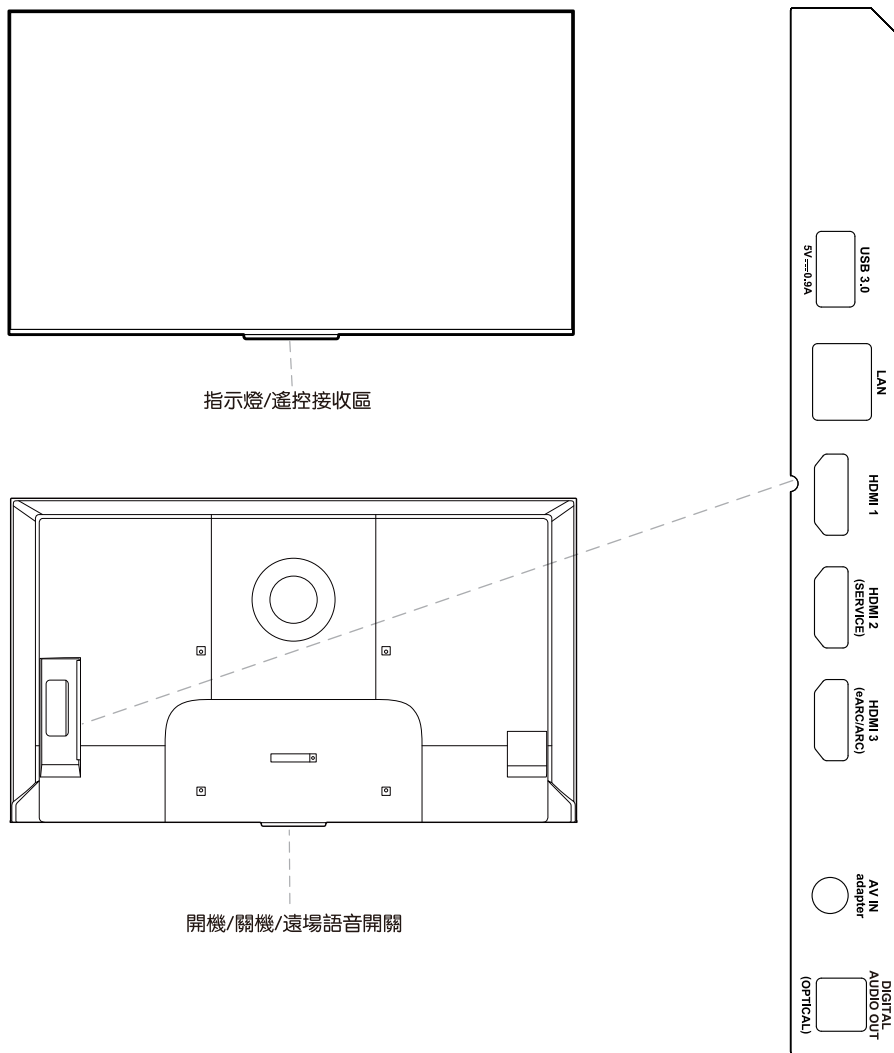 指示燈/遙控接收區
開機/關機/遠場語音開關
USB 3.0
5V⎓0.9A
LAN
HDMI 1
HDMI 2
(SERVICE)
HDMI 3
(eARC/ARC)
AV IN
adapter
DIGITAL
AUDIO OUT
(OPTICAL)